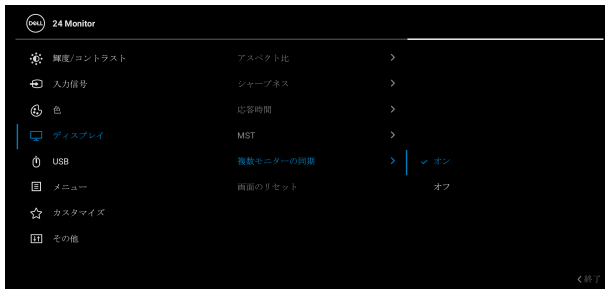 DELL 24 Monitor
輝度/コントラスト
入力信号
色
ディスプレイ
USB
メニュー
カスタマイズ
その他
アスペクト比
シャープネス
応答時間
MST
複数モニターの同期
画面のリセット
オン
オフ
終了